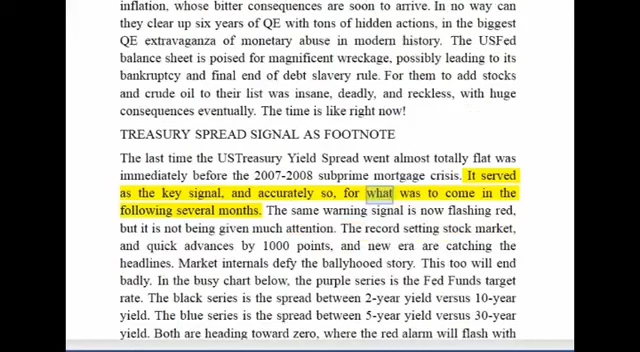 inflation, whose bitter consequences are soon to arrive. In no way can
they clear up six years of QE with tons of hidden actions, in the biggest
QE extravaganza of monetary abuse in modern history. The USFed
balance sheet is poised for magnificent wreckage, possibly leading to its
bankruptcy and final end of debt slavery rule. For them to add stocks
and crude oil to their list was insane, deadly, and reckless, with huge
consequences eventually. The time is like right now!
TREASURY SPREAD SIGNAL AS FOOTNOTE
The last time the USTreasury Yield Spread went almost totally flat was
immediately before the 2007-2008 subprime mortgage crisis. It served
as the key signal, and accurately so, for what was to come in the
following several months. The same warning signal is now flashing red,
but it is not being given much attention. The record setting stock market,
and quick advances by 1000 points, and new era are catching the
headlines. Market internals defy the ballyhooed story. This too will end
badly. In the busy chart below, the purple series is the Fed Funds target
rate. The black series is the spread between 2-year yield versus 10-year
yield. The blue series is the spread between 5-year yield versus 30-year
yield. Both are heading toward zero, where the red alarm will flash with